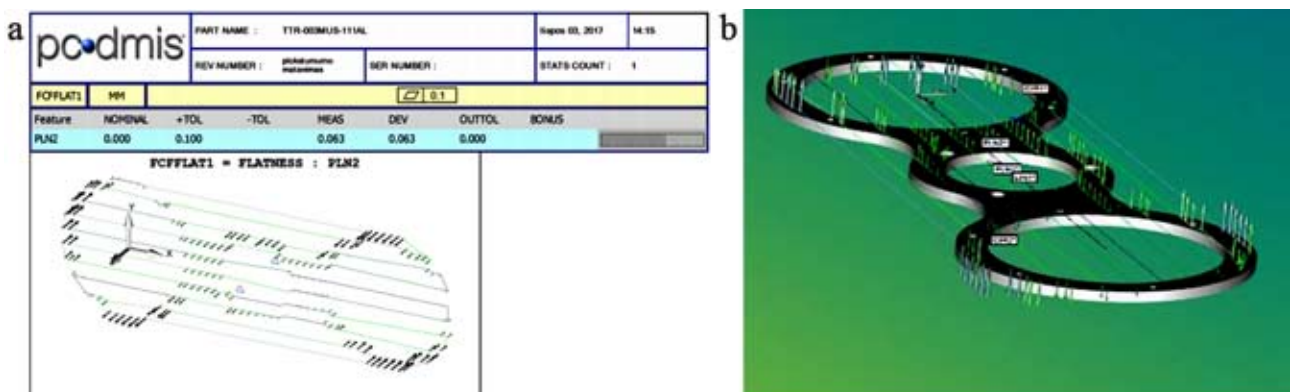 a
pc dmis
PART NAME : TTR-003MUS-111AL
liepos 03, 2017
14:15
REV NUMBER :
matavimas
SER NUMBER :
STATS COUNT : 1
FCFFLAT1 MM 0.1
Feature NOMINAL +TOL -TOL MEAS DEV OUTTOL BONUS
PLN2 0.000 0.100 0.063 0.063 0.000
FCFFLAT1 = FLATNESS : PLN2
Y
X
b